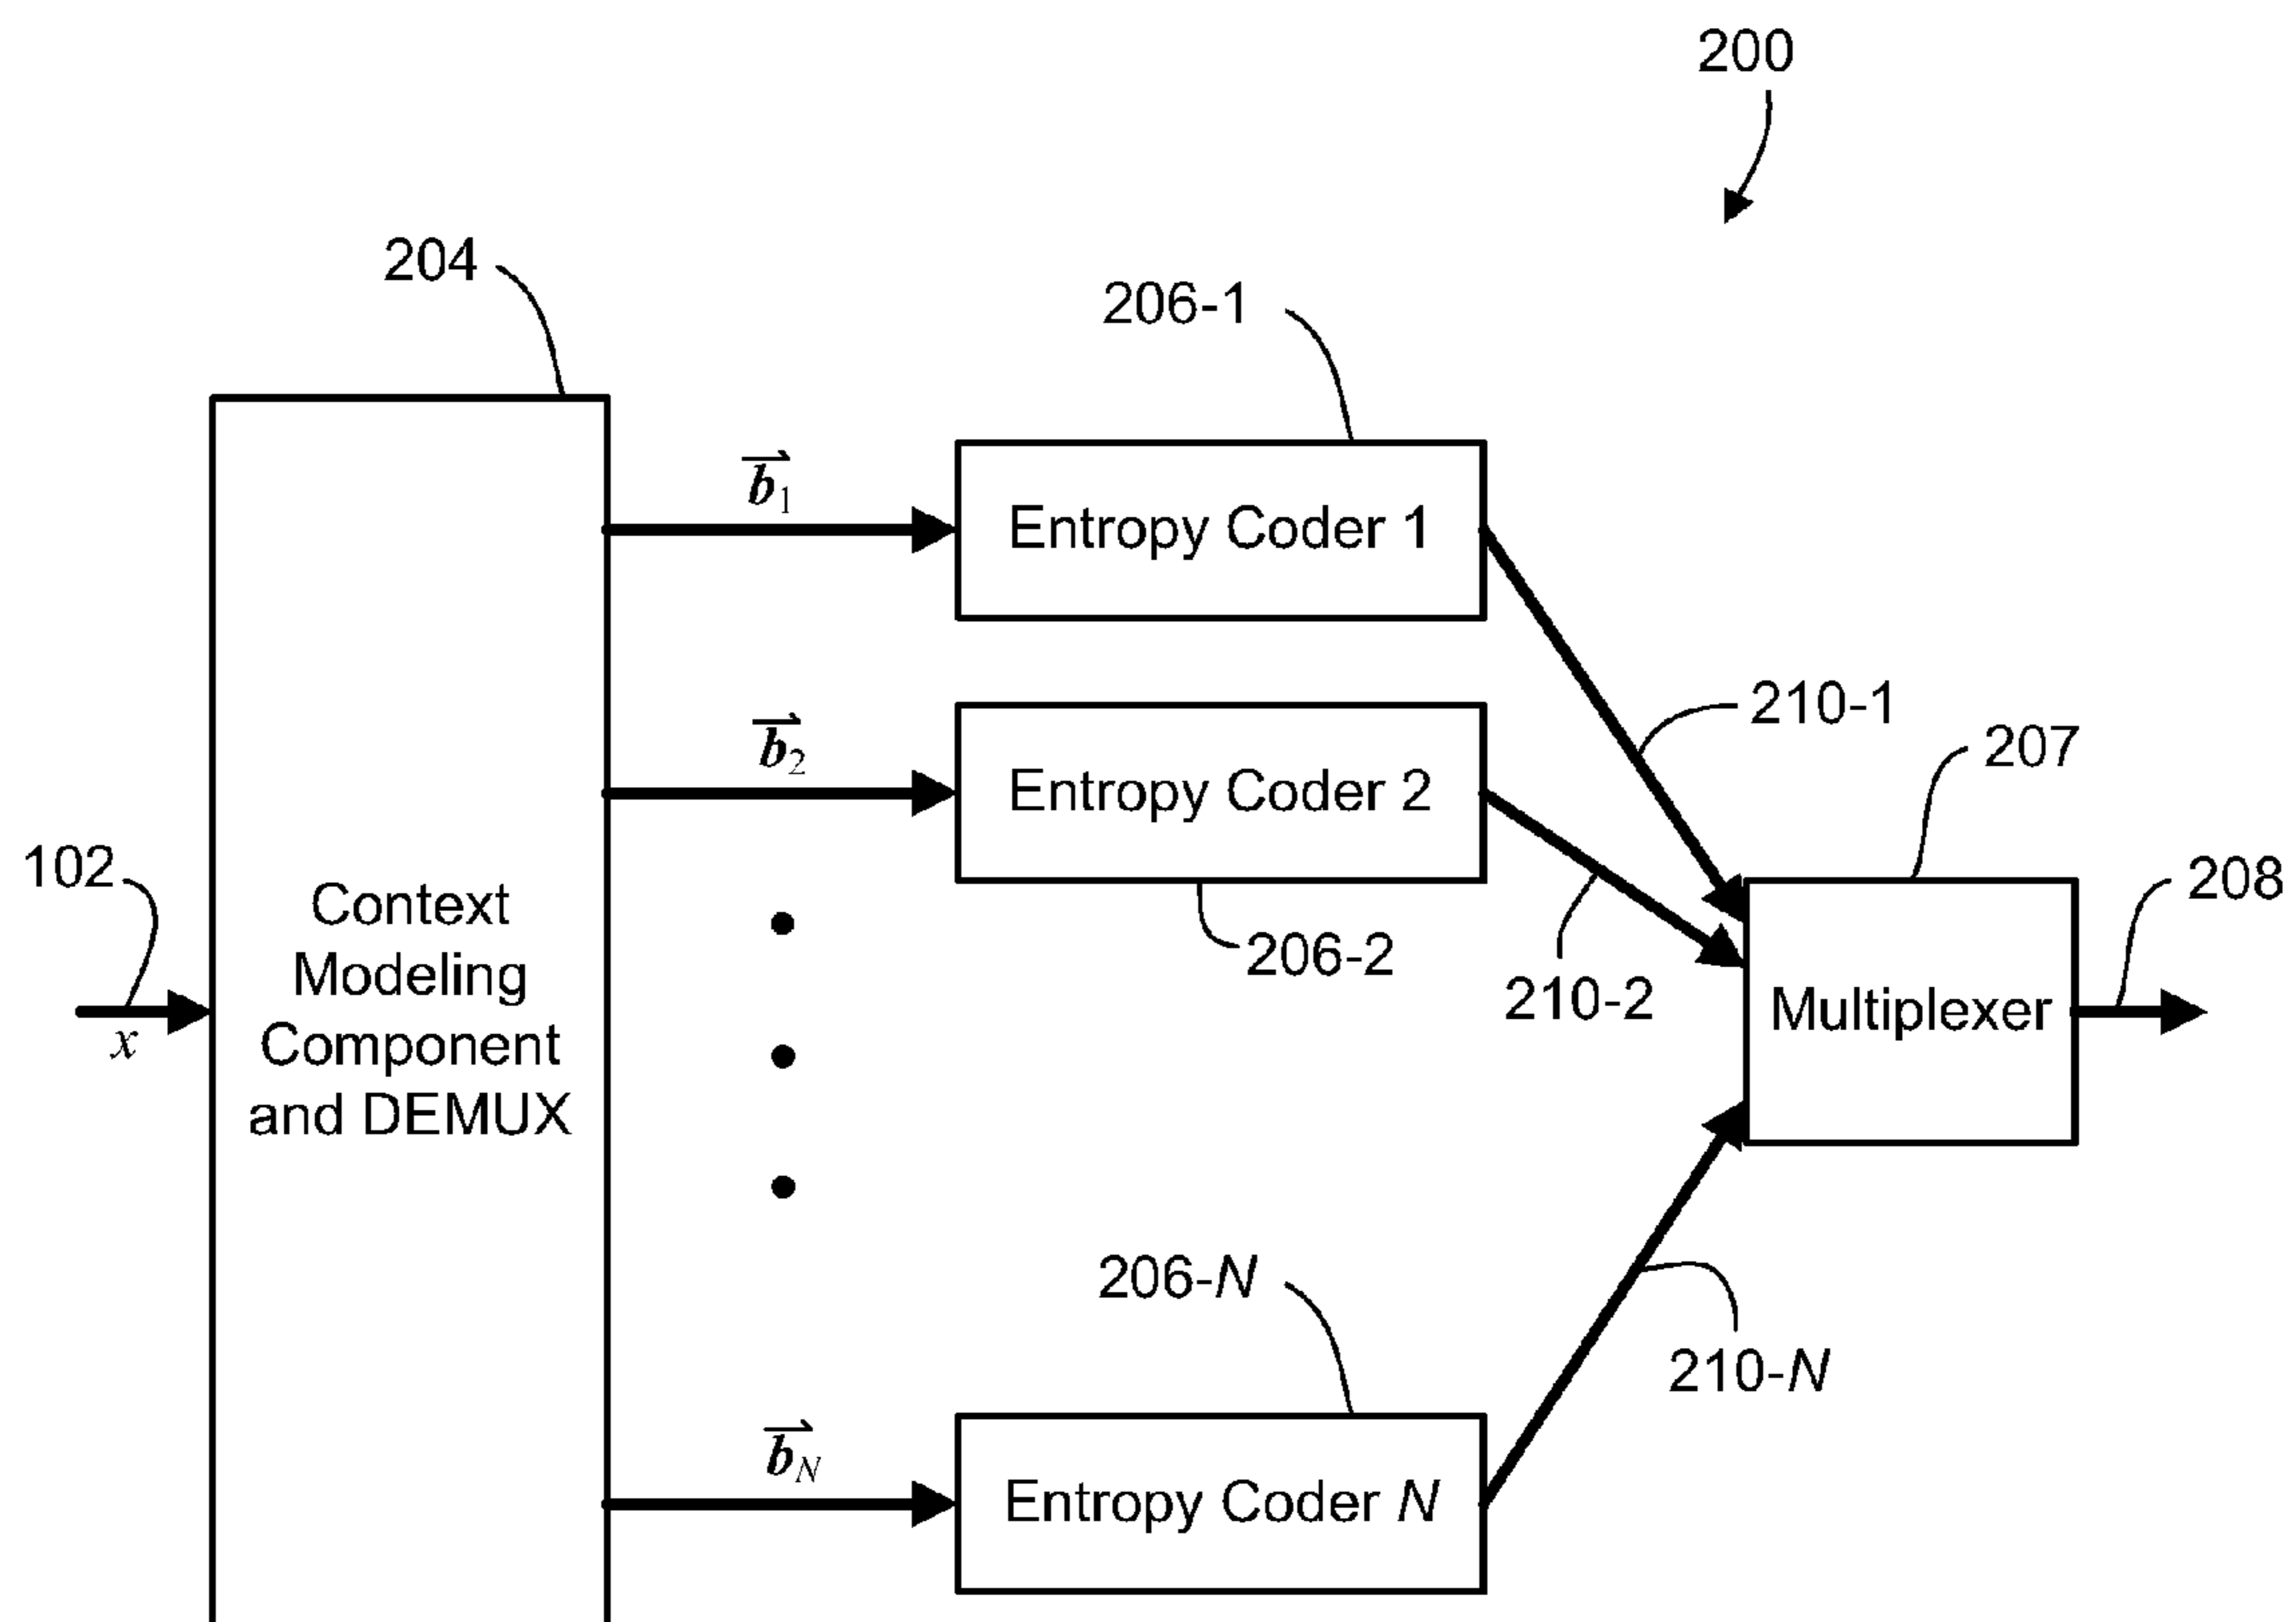 200
204
206-1
b₁
Entropy Coder 1
210-1
207
b₂
Entropy Coder 2
102
208
Context
Modeling
Component
and DEMUX
206-2
210-2
Multiplexer
x
206-N
210-N
b_N
Entropy Coder N